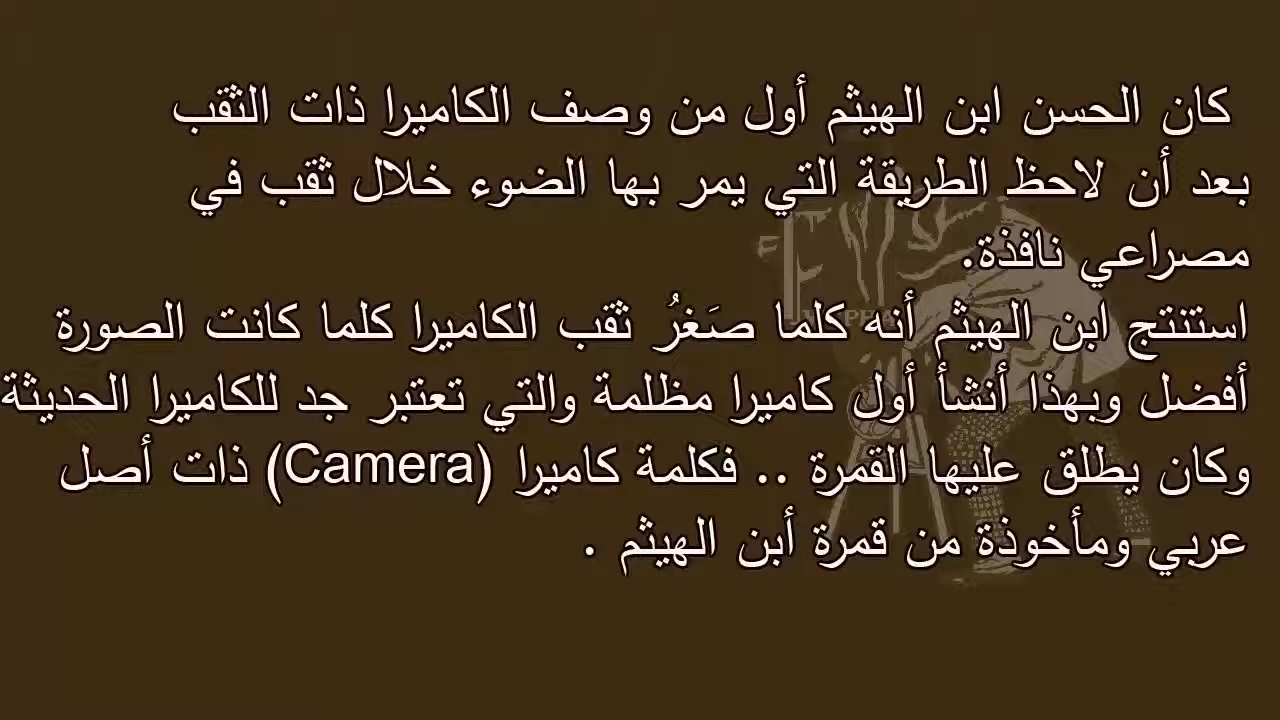 كان الحسن ابن الهيثم أول من وصف الكاميرا ذات الثقب
بعد أن لاحظ الطريقة التي يمر بها الضوء خلال ثقب في
مصراعي نافذة.
استنتج ابن الهيثم أنه كلما صَغرُ ثقب الكاميرا كلما كانت الصورة
أفضل وبهذا أنشأ أول كاميرا مظلمة والتي تعتبر جد للكاميرا الحديثة
وكان يطلق عليها القمرة .. فكلمة كاميرا (Camera) ذات أصل
عربي ومأخوذة من قمرة أبن الهيثم .